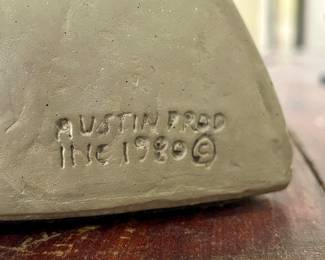 AUSTIN PROD
INC 1980 ©